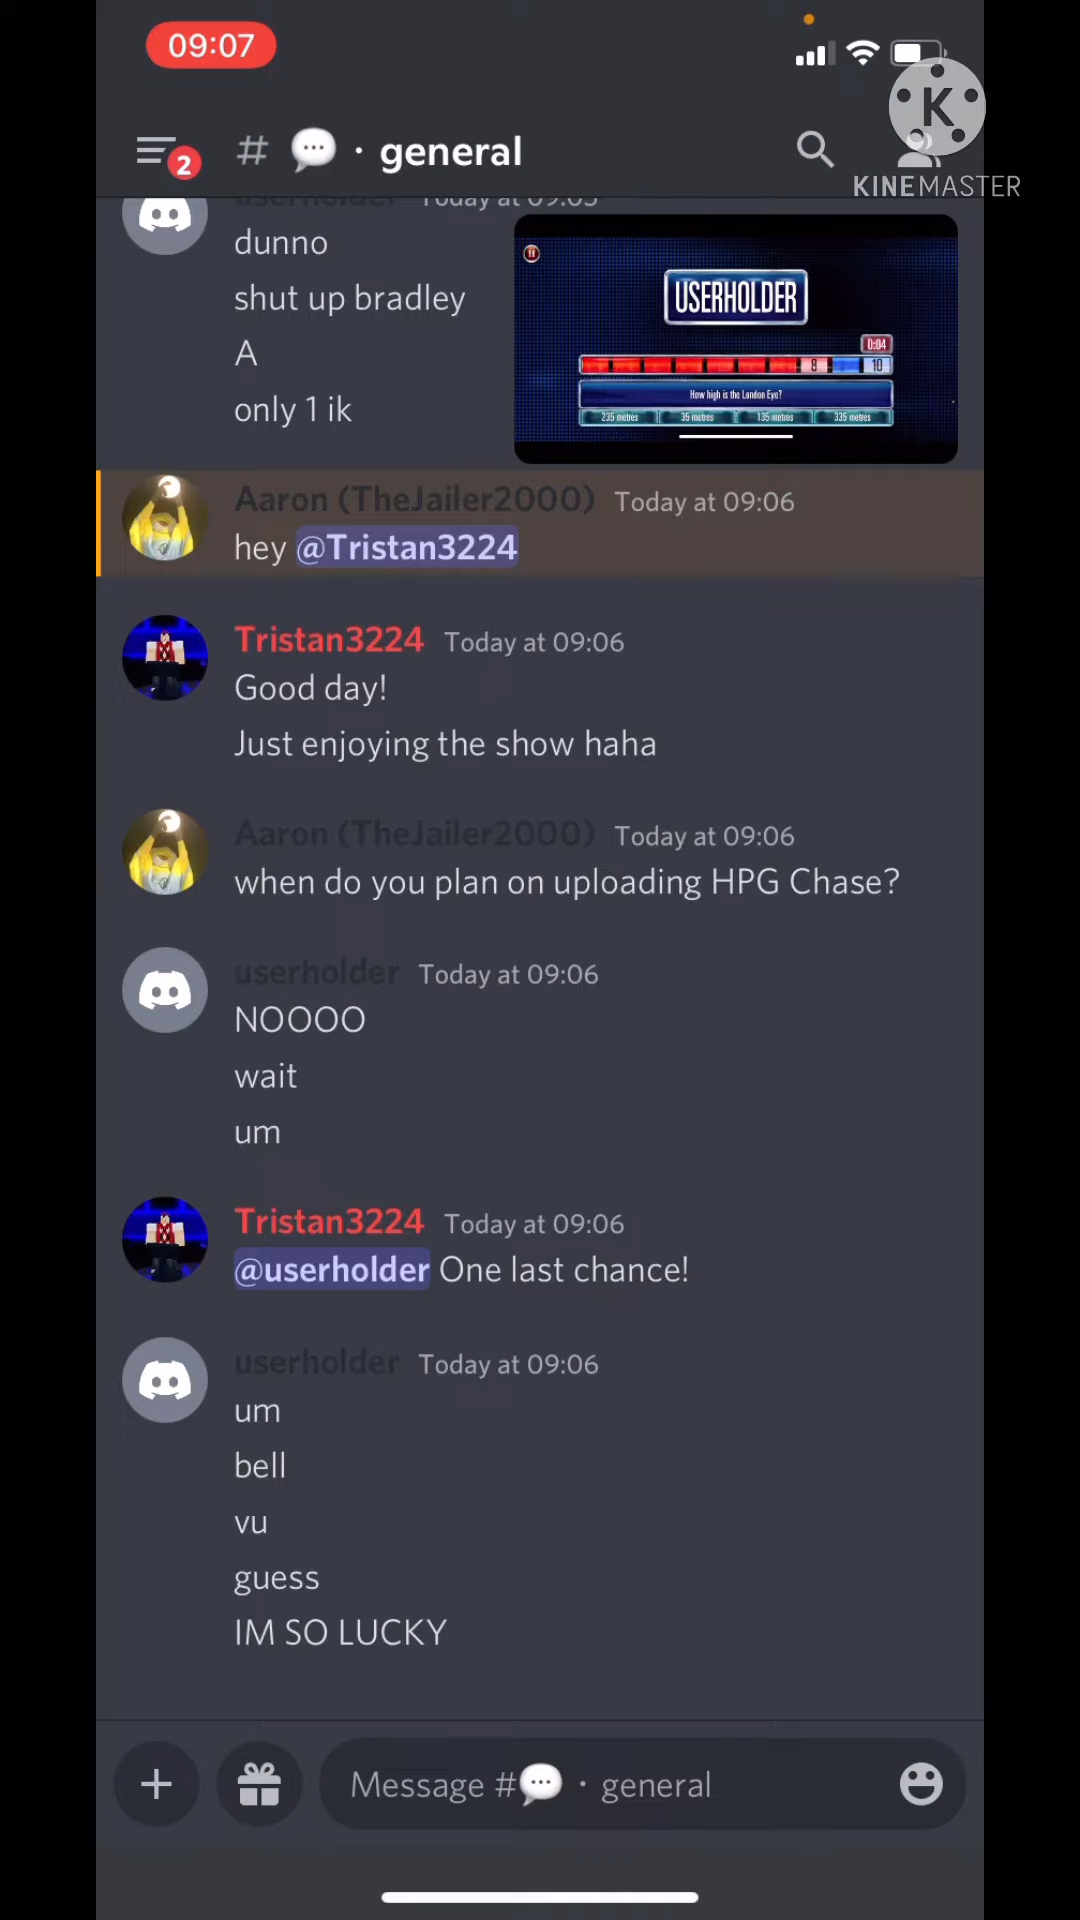 09:07
K
KINEMASTER
2
# 💬 · general
userholder Today at 09:05
dunno
shut up bradley
A
only 1 ik
USERHOLDER
0:04
8
10
How high is the London Eye?
235 metres
35 metres
135 metres
335 metres
Aaron (TheJailer2000) Today at 09:06
hey @Tristan3224
Tristan3224 Today at 09:06
Good day!
Just enjoying the show haha
Aaron (TheJailer2000) Today at 09:06
when do you plan on uploading HPG Chase?
userholder Today at 09:06
NOOOO
wait
um
Tristan3224 Today at 09:06
@userholder One last chance!
userholder Today at 09:06
um
bell
vu
guess
IM SO LUCKY
Message #💬 · general